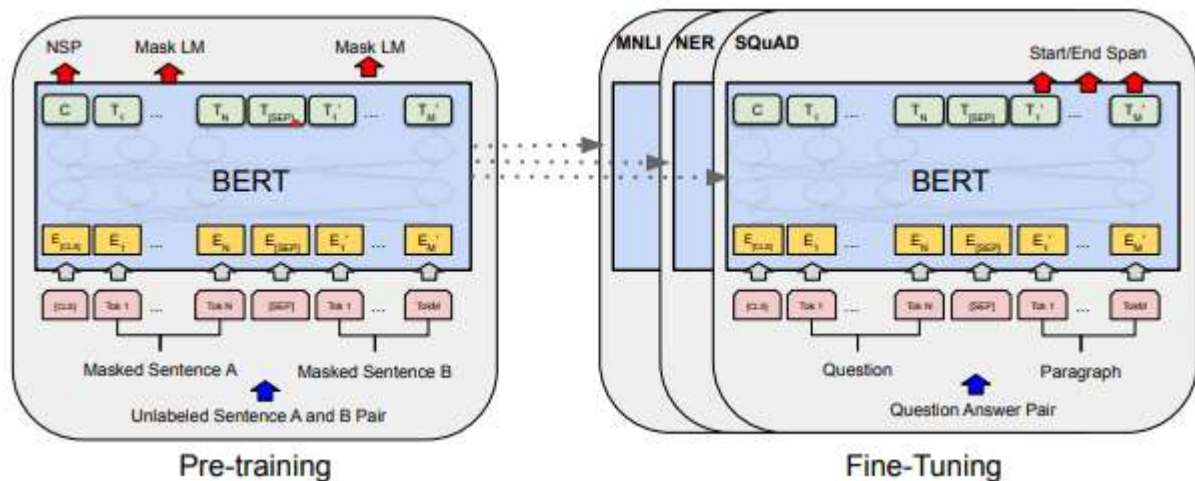 NSP Mask LM Mask LM
C T1 ... TN T[SEP] T1' ... TM'
BERT
E[CLS] E1 ... EN E[SEP] E1' ... EM'
[CLS] Tok 1 ... Tok N [SEP] Tok 1 ... TokM
Masked Sentence A Masked Sentence B
Unlabeled Sentence A and B Pair
Pre-training
MNLI NER SQuAD
Start/End Span
C T1 ... TN T[SEP] T1' ... TM'
BERT
E[CLS] E1 ... EN E[SEP] E1' ... EM'
[CLS] Tok 1 ... Tok N [SEP] Tok 1 ... TokM
Question Paragraph
Question Answer Pair
Fine-Tuning